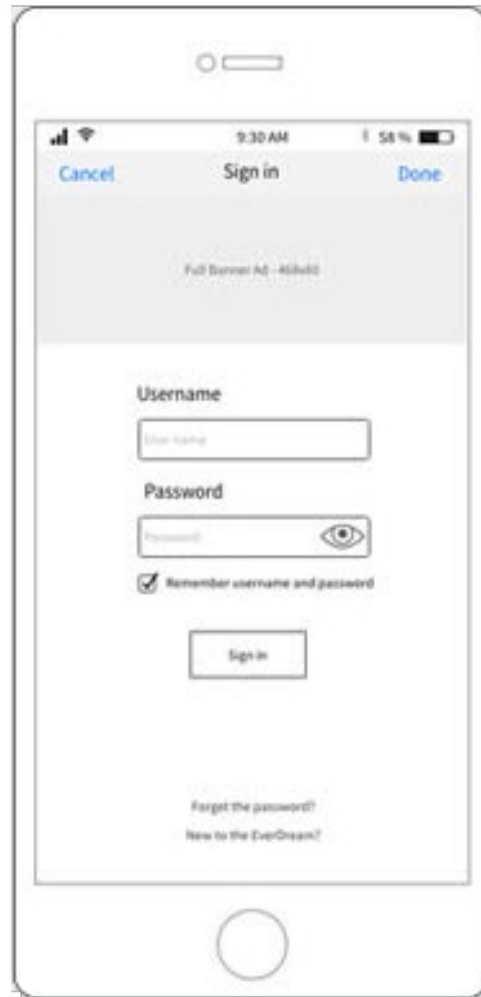 9:30 AM 58 %
Cancel Sign in Done
Full Banner Ad - 468x60
Username
User name
Password
Password
Remember username and password
Sign in
Forget the password?
New to the EverDream?